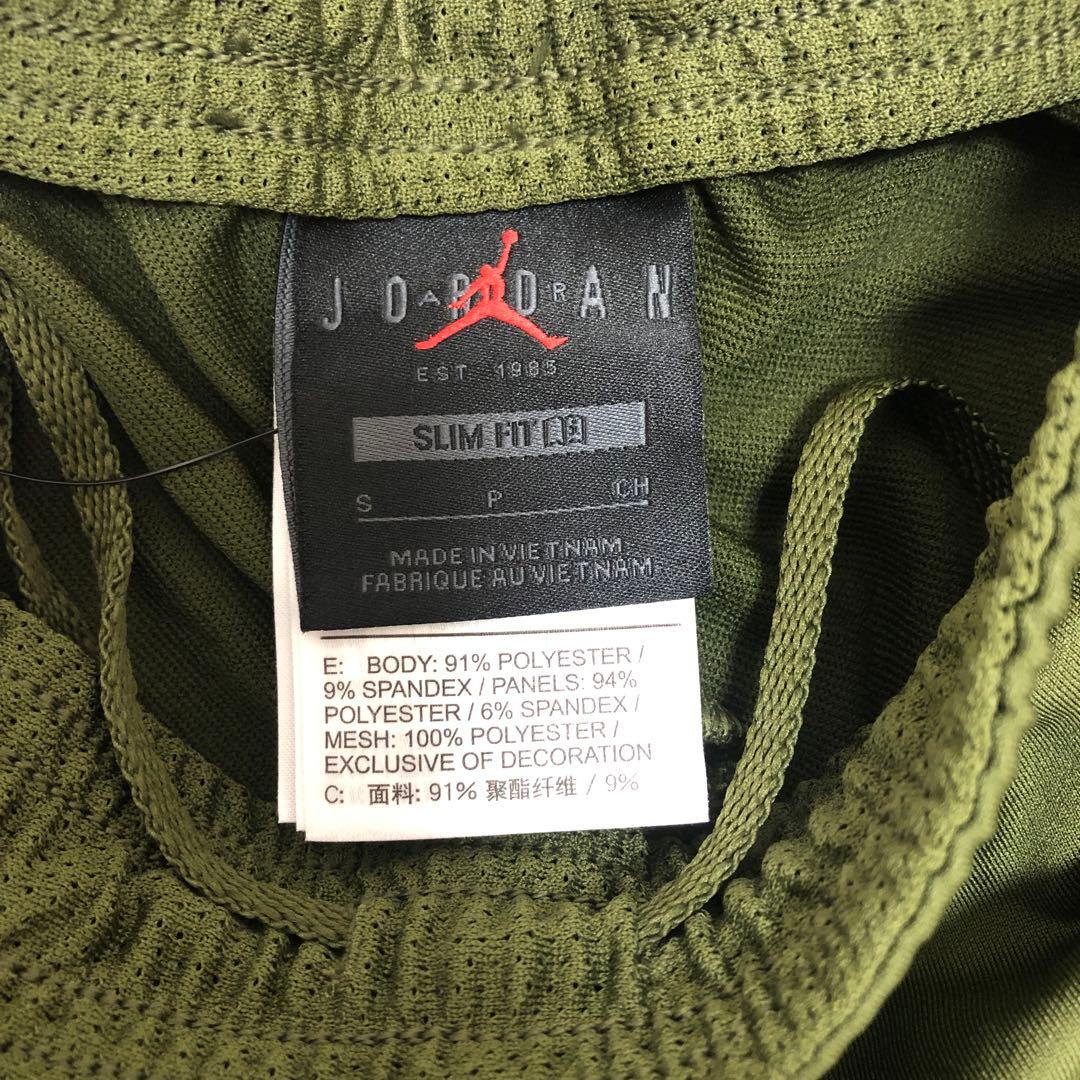 JORDAN
AIR
EST 1985
SLIM FIT
S P CH
MADE IN VIETNAM
FABRIQUE AU VIETNAM
E: BODY: 91% POLYESTER /
9% SPANDEX / PANELS: 94%
POLYESTER / 6% SPANDEX /
MESH: 100% POLYESTER /
EXCLUSIVE OF DECORATION
C: 面料: 91% 聚酯纤维 / 9%